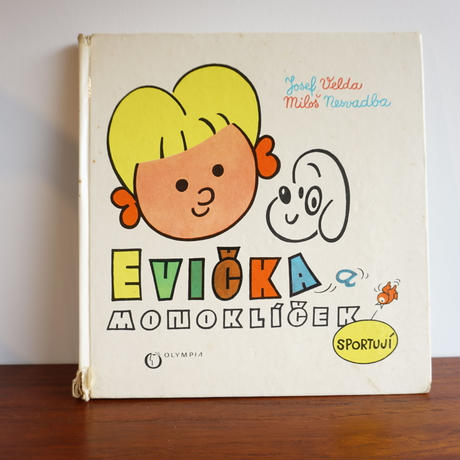 Josef Velda
Miloš Nesvadba
EVIČKA a
MONOKLÍČEK
SPORTUJÍ
OLYMPIA